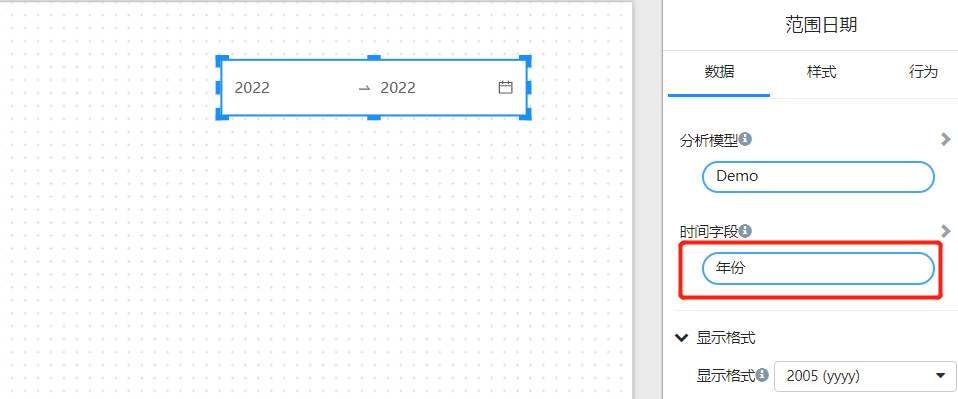 范围日期
数据 样式 行为
2022 ⇀ 2022
分析模型
Demo
时间字段
年份
显示格式
显示格式 2005 (yyyy)